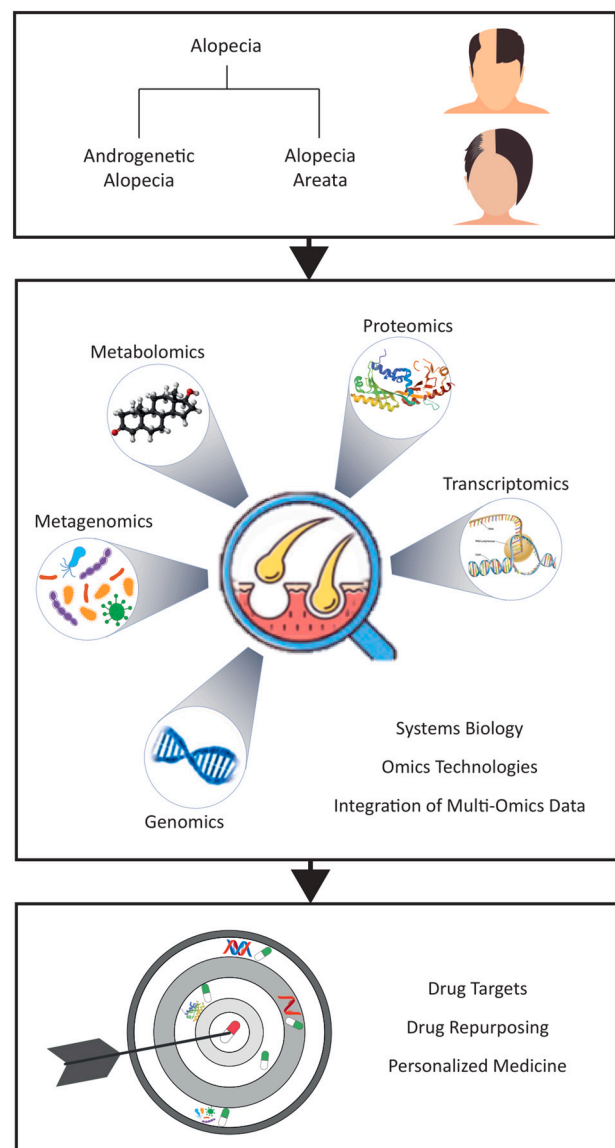 Alopecia
Androgenetic
Alopecia
Alopecia
Areata
Proteomics
Metabolomics
Transcriptomics
Metagenomics
Systems Biology
Omics Technologies
Integration of Multi-Omics Data
Genomics
Drug Targets
Drug Repurposing
Personalized Medicine